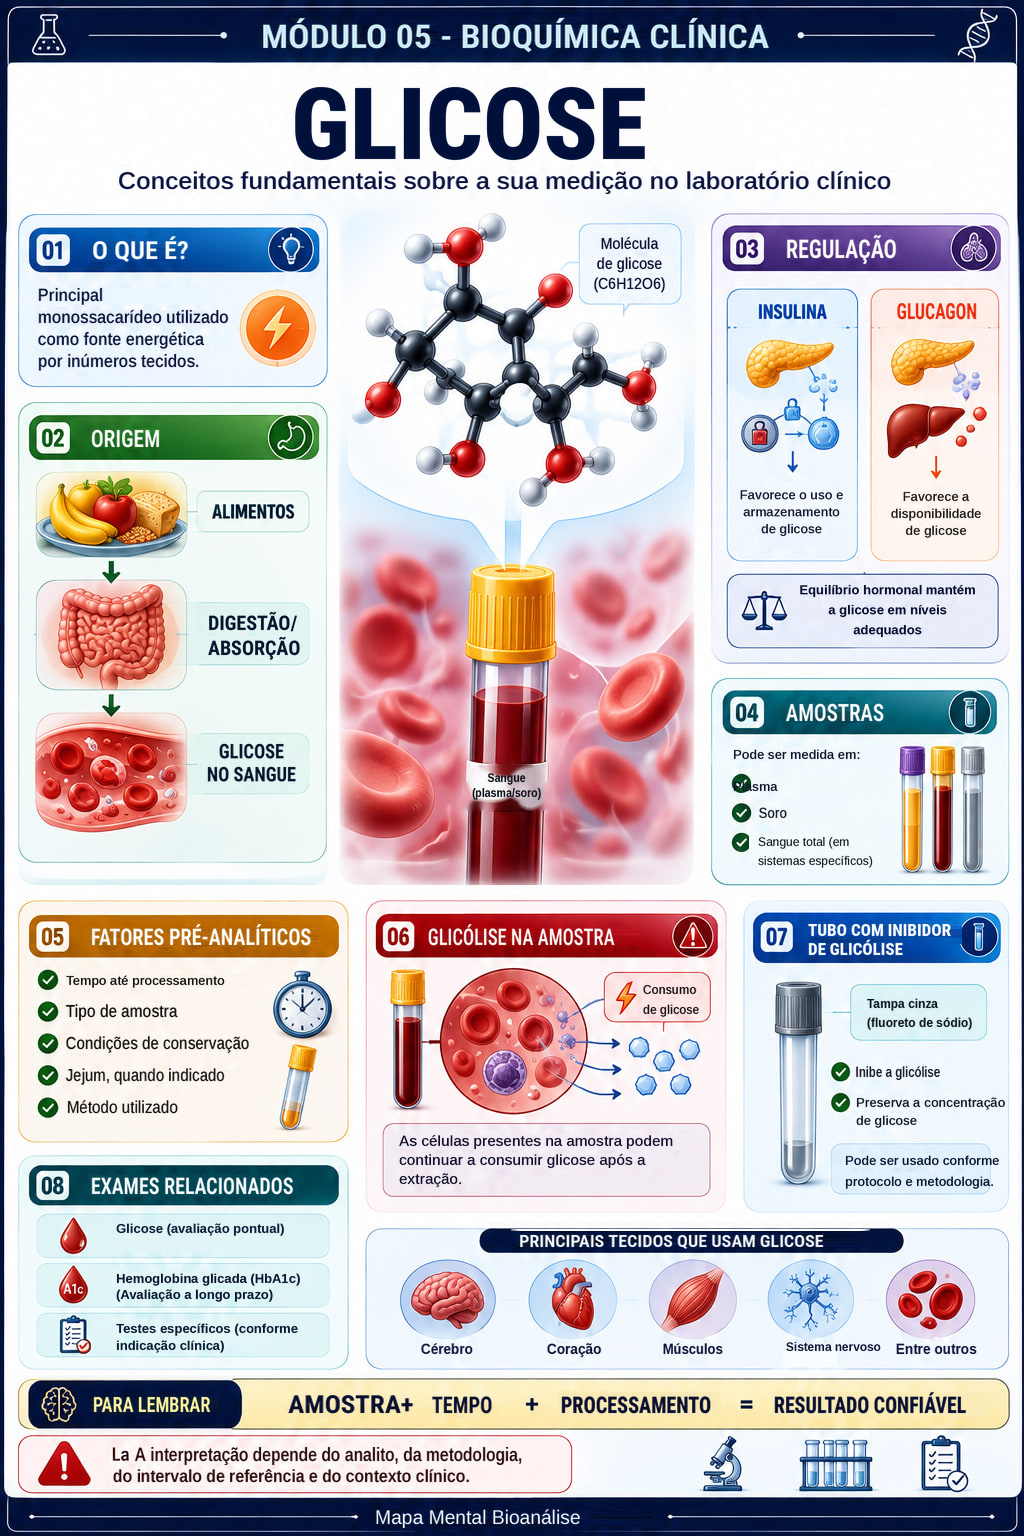 MÓDULO 05 - BIOQUÍMICA CLÍNICA
GLICOSE
Conceitos fundamentais sobre a sua medição no laboratório clínico
01 O QUE É?
Principal
monossacarídeo utilizado
como fonte energética
por inúmeros tecidos.
02 ORIGEM
ALIMENTOS
DIGESTÃO/
ABSORÇÃO
GLICOSE
NO SANGUE
Molécula
de glicose
(C6H12O6)
Sangue
(plasma/soro)
03 REGULAÇÃO
INSULINA
Favorece o uso e
armazenamento
de glicose
GLUCAGON
Favorece a
disponibilidade
de glicose
Equilíbrio hormonal mantém
a glicose em níveis
adequados
04 AMOSTRAS
Pode ser medida em:
Plasma
Soro
Sangue total (em
sistemas específicos)
05 FATORES PRÉ-ANALÍTICOS
Tempo até processamento
Tipo de amostra
Condições de conservação
Jejum, quando indicado
Método utilizado
06 GLICÓLISE NA AMOSTRA
Consumo
de glicose
As células presentes na amostra podem
continuar a consumir glicose após a
extração.
07 TUBO COM INIBIDOR
DE GLICÓLISE
Tampa cinza
(fluoreto de sódio)
Inibe a glicólise
Preserva a concentração
de glicose
Pode ser usado conforme
protocolo e metodologia.
08 EXAMES RELACIONADOS
Glicose (avaliação pontual)
A1c
Hemoglobina glicada (HbA1c)
(Avaliação a longo prazo)
Testes específicos (conforme
indicação clínica)
PRINCIPAIS TECIDOS QUE USAM GLICOSE
Cérebro
Coração
Músculos
Sistema nervoso
Entre outros
PARA LEMBRAR
AMOSTRA+ TEMPO + PROCESSAMENTO = RESULTADO CONFIÁVEL
La A interpretação depende do analito, da metodologia,
do intervalo de referência e do contexto clínico.
Mapa Mental Bioanálise